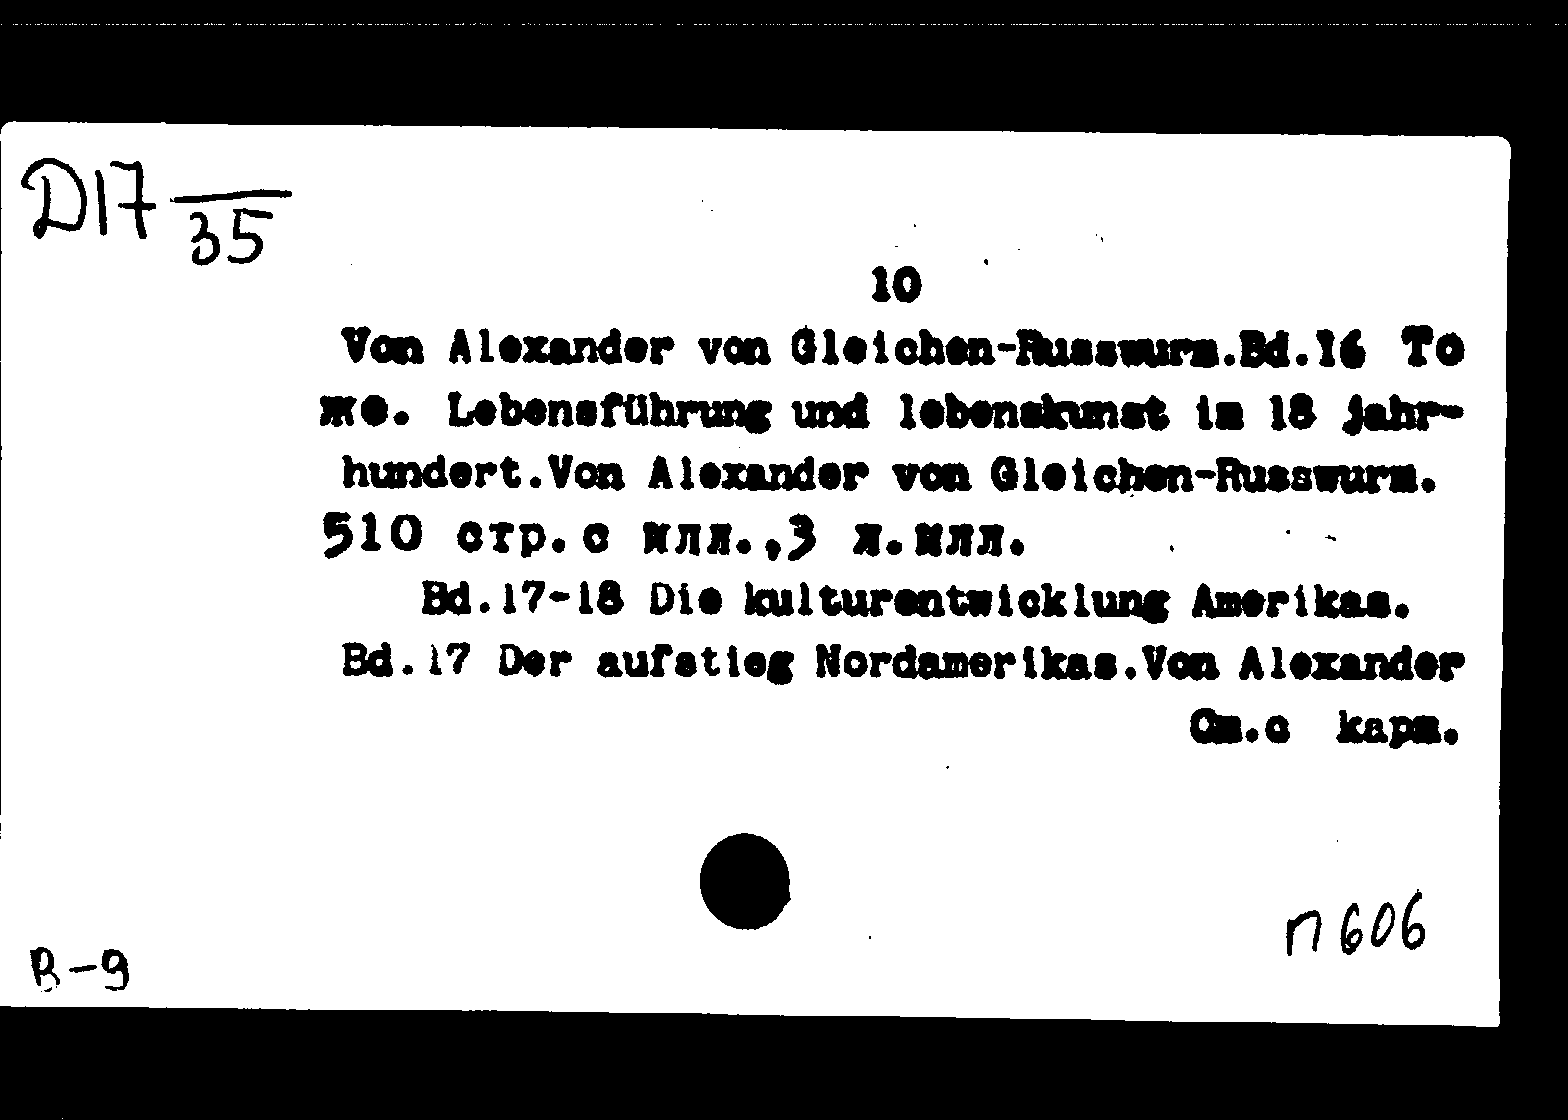 D17 /35
10
Von Alexander von Gleichen-Russwurm.Bd.16 То
же. Lebensführung und lebenskunst im 18 jahr-
hundert.Von Alexander von Gleichen-Russwurm.
510 стр.с илл.,3 л.илл.
Bd.17-18 Die kulturentwicklung Amerikas.
Bd.17 Der aufstieg Nordamerikas.Von Alexander
См.с карт.
В-9
п606